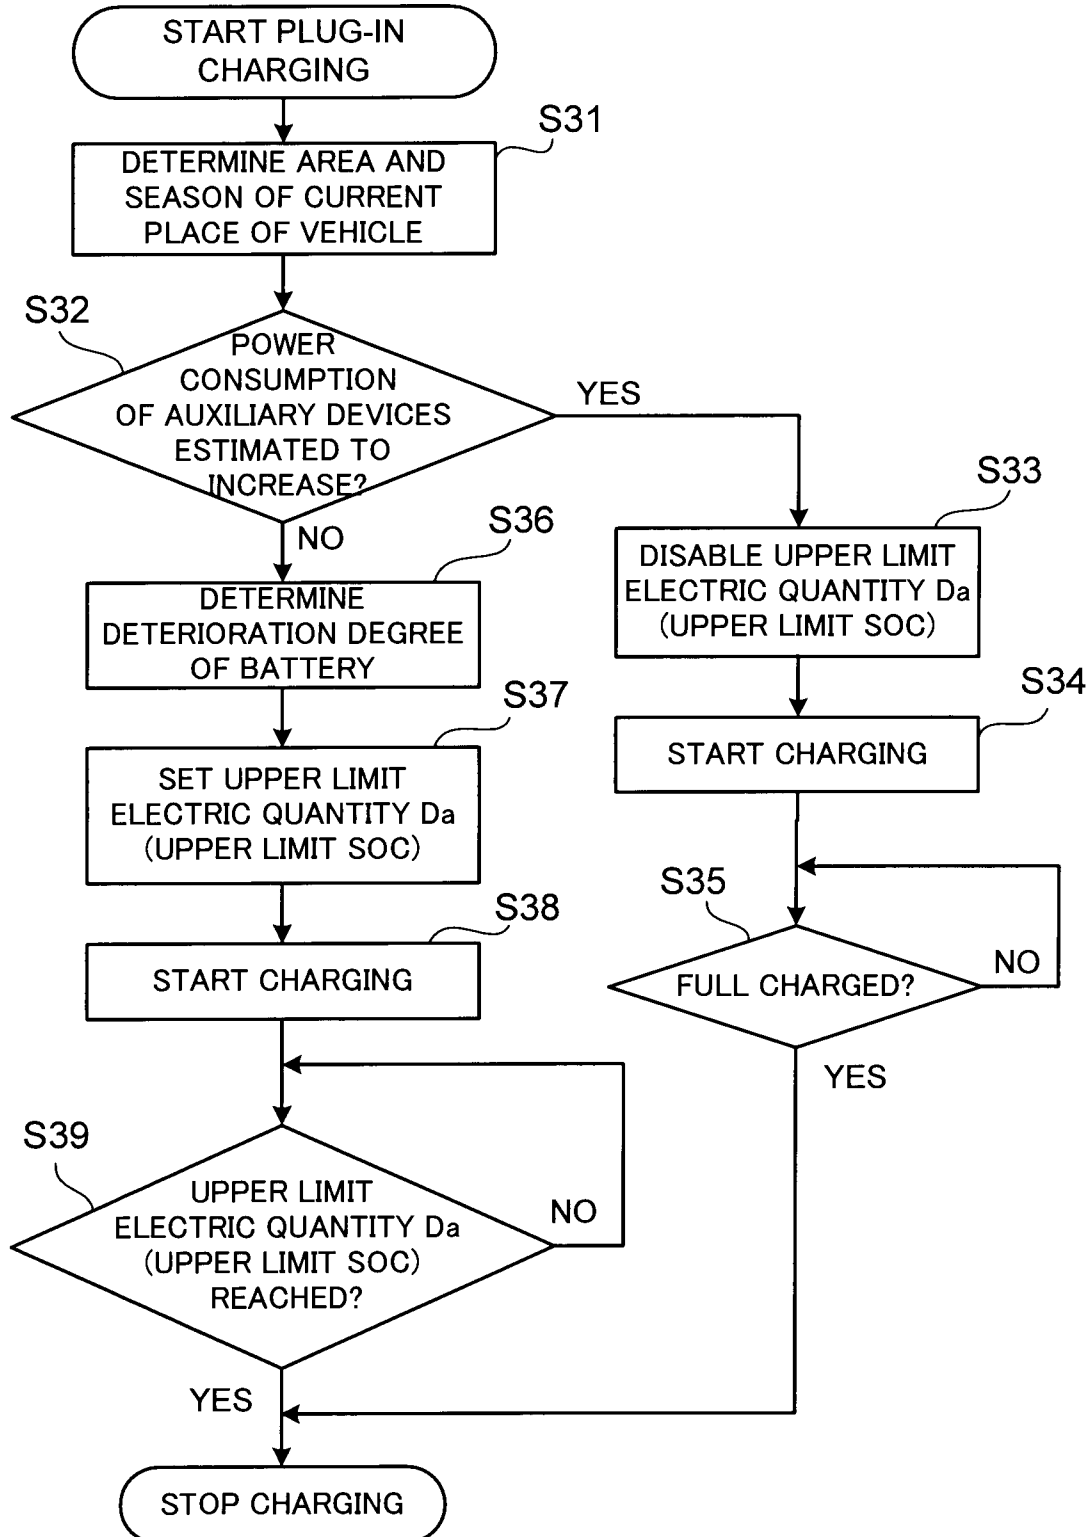 START PLUG-IN
CHARGING
S31
DETERMINE AREA AND
SEASON OF CURRENT
PLACE OF VEHICLE
S32
POWER
CONSUMPTION
OF AUXILIARY DEVICES
ESTIMATED TO
INCREASE?
YES
NO
S33
DISABLE UPPER LIMIT
ELECTRIC QUANTITY Da
(UPPER LIMIT SOC)
S34
START CHARGING
S35
FULL CHARGED?
NO
YES
S36
DETERMINE
DETERIORATION DEGREE
OF BATTERY
S37
SET UPPER LIMIT
ELECTRIC QUANTITY Da
(UPPER LIMIT SOC)
S38
START CHARGING
S39
UPPER LIMIT
ELECTRIC QUANTITY Da
(UPPER LIMIT SOC)
REACHED?
NO
YES
STOP CHARGING